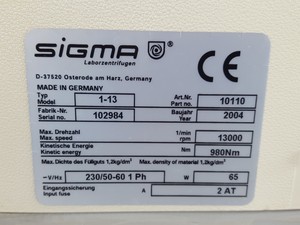 SIGMA
Laborzentrifugen
D-37520 Osterode am Harz, Germany
MADE IN GERMANY
CE
Typ
Model
1-13
Art.Nr.
Part no.
10110
Fabrik-Nr.
Serial no.
102984
Baujahr
Year
2004
Max. Drehzahl
Max. speed
1/min
rpm
13000
Kinetische Energie
Kinetic energy
Nm
980Nm
Max. Dichte des Füllguts 1,2kg/dm³ Max. density of material 1,2kg/dm³
~V/Hz
230/50-60 1 Ph
W
65
Eingangssicherung
Input fuse
A
2 AT